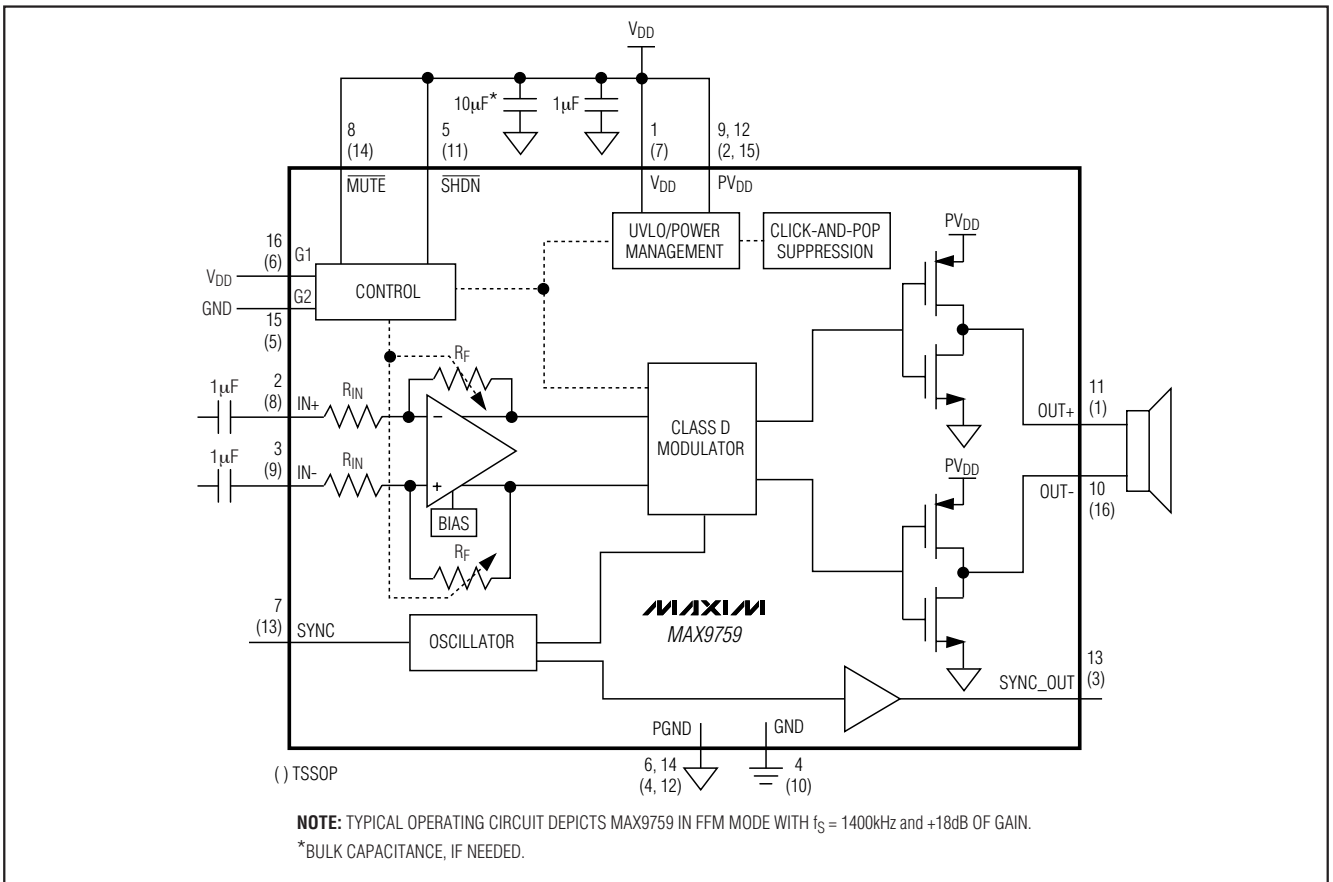 VDD
10μF*
1μF
8
(14)
5
(11)
1
(7)
9, 12
(2, 15)
MUTE
SHDN
VDD
PVDD
UVLO/POWER
MANAGEMENT
CLICK-AND-POP
SUPPRESSION
PVDD
16
(6)
G1
VDD
CONTROL
GND
G2
15
(5)
RF
1μF
2
(8)
IN+
RIN
−
CLASS D
MODULATOR
OUT+
11
(1)
1μF
3
(9)
IN-
RIN
+
BIAS
PVDD
OUT-
10
(16)
RF
7
(13)
SYNC
OSCILLATOR
MAXIM
MAX9759
SYNC_OUT
13
(3)
PGND
GND
6, 14
(4, 12)
4
(10)
( ) TSSOP
NOTE: TYPICAL OPERATING CIRCUIT DEPICTS MAX9759 IN FFM MODE WITH fS = 1400kHz and +18dB OF GAIN.
*BULK CAPACITANCE, IF NEEDED.